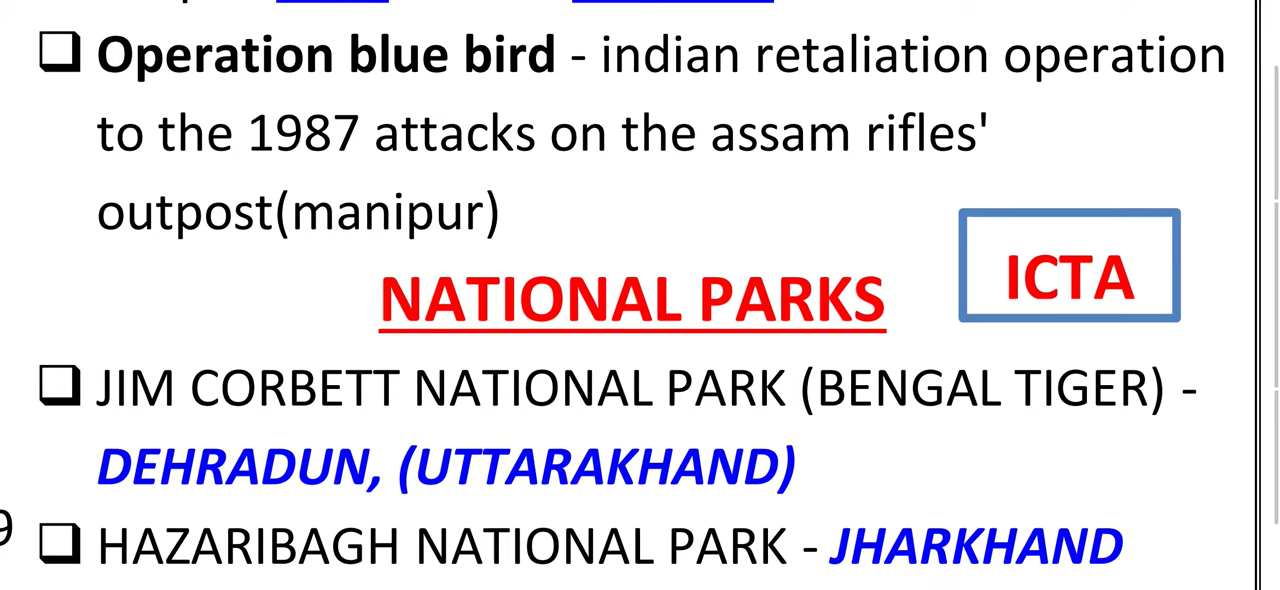 Operation blue bird - indian retaliation operation
to the 1987 attacks on the assam rifles'
outpost(manipur)
ICTA
NATIONAL PARKS
JIM CORBETT NATIONAL PARK (BENGAL TIGER) -
DEHRADUN, (UTTARAKHAND)
9
HAZARIBAGH NATIONAL PARK - JHARKHAND